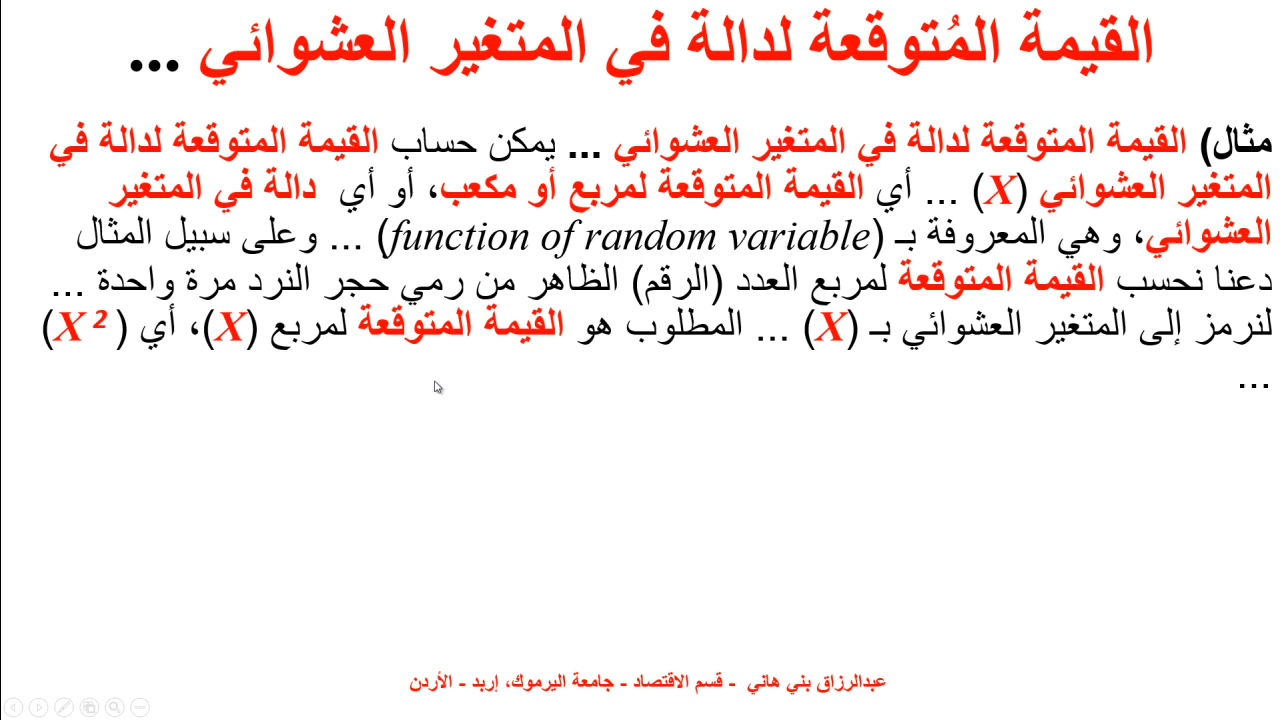 القيمة المُتوقعة لدالة في المتغير العشوائي ...
مثال) القيمة المتوقعة لدالة في المتغير العشوائي ... يمكن حساب القيمة المتوقعة لدالة في
المتغير العشوائي (X) ... أي القيمة المتوقعة لمربع أو مكعب، أو أي دالة في المتغير
العشوائي، وهي المعروفة بـ (function of random variable) ... وعلى سبيل المثال
دعنا نحسب القيمة المتوقعة لمربع العدد (الرقم) الظاهر من رمي حجر النرد مرة واحدة ...
لنرمز إلى المتغير العشوائي بـ (X) ... المطلوب هو القيمة المتوقعة لمربع (X)، أي (X²)
...
عبدالرزاق بني هاني - قسم الاقتصاد - جامعة اليرموك، إربد - الأردن